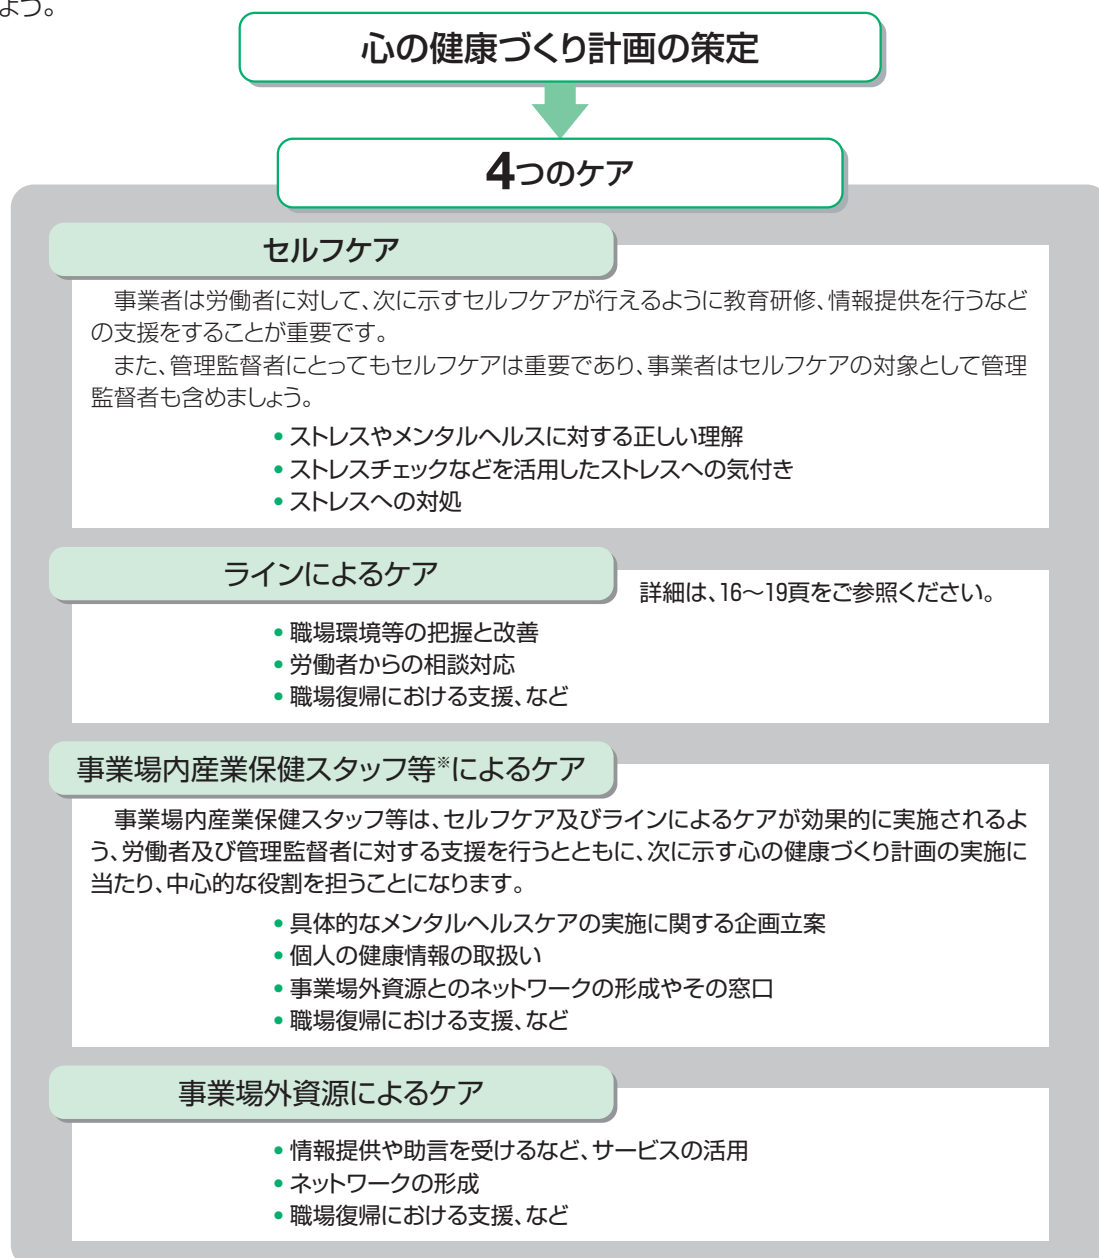 よう。
心の健康づくり計画の策定
4つのケア
セルフケア
事業者は労働者に対して、次に示すセルフケアが行えるように教育研修、情報提供を行うなど
の支援をすることが重要です。
また、管理監督者にとってもセルフケアは重要であり、事業者はセルフケアの対象として管理
監督者も含めましょう。
•ストレスやメンタルヘルスに対する正しい理解
•ストレスチェックなどを活用したストレスへの気付き
•ストレスへの対処
ラインによるケア
詳細は、16〜19頁をご参照ください。
•職場環境等の把握と改善
•労働者からの相談対応
•職場復帰における支援、など
事業場内産業保健スタッフ等※によるケア
事業場内産業保健スタッフ等は、セルフケア及びラインによるケアが効果的に実施されるよ
う、労働者及び管理監督者に対する支援を行うとともに、次に示す心の健康づくり計画の実施に
当たり、中心的な役割を担うことになります。
•具体的なメンタルヘルスケアの実施に関する企画立案
•個人の健康情報の取扱い
•事業場外資源とのネットワークの形成やその窓口
•職場復帰における支援、など
事業場外資源によるケア
•情報提供や助言を受けるなど、サービスの活用
•ネットワークの形成
•職場復帰における支援、など